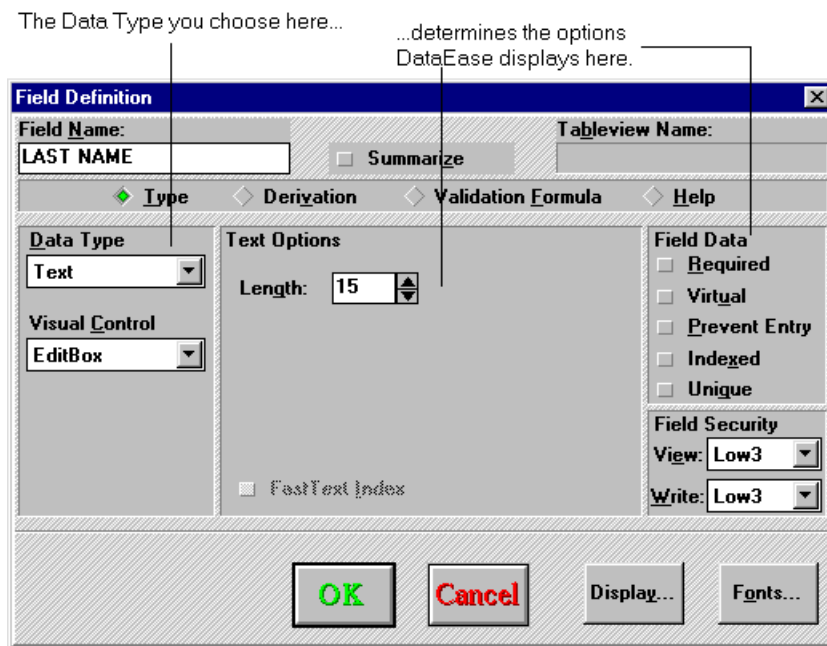 The Data Type you choose here...
...determines the options
DataEase displays here.
Field Definition
Field Name:
Tableview Name:
LAST NAME
Summarize
Type Derivation Validation Formula Help
Data Type
Text
Visual Control
EditBox
Text Options
Length: 15
FastText Index
Field Data
Required
Virtual
Prevent Entry
Indexed
Unique
Field Security
View: Low3
Write: Low3
OK Cancel Display... Fonts...